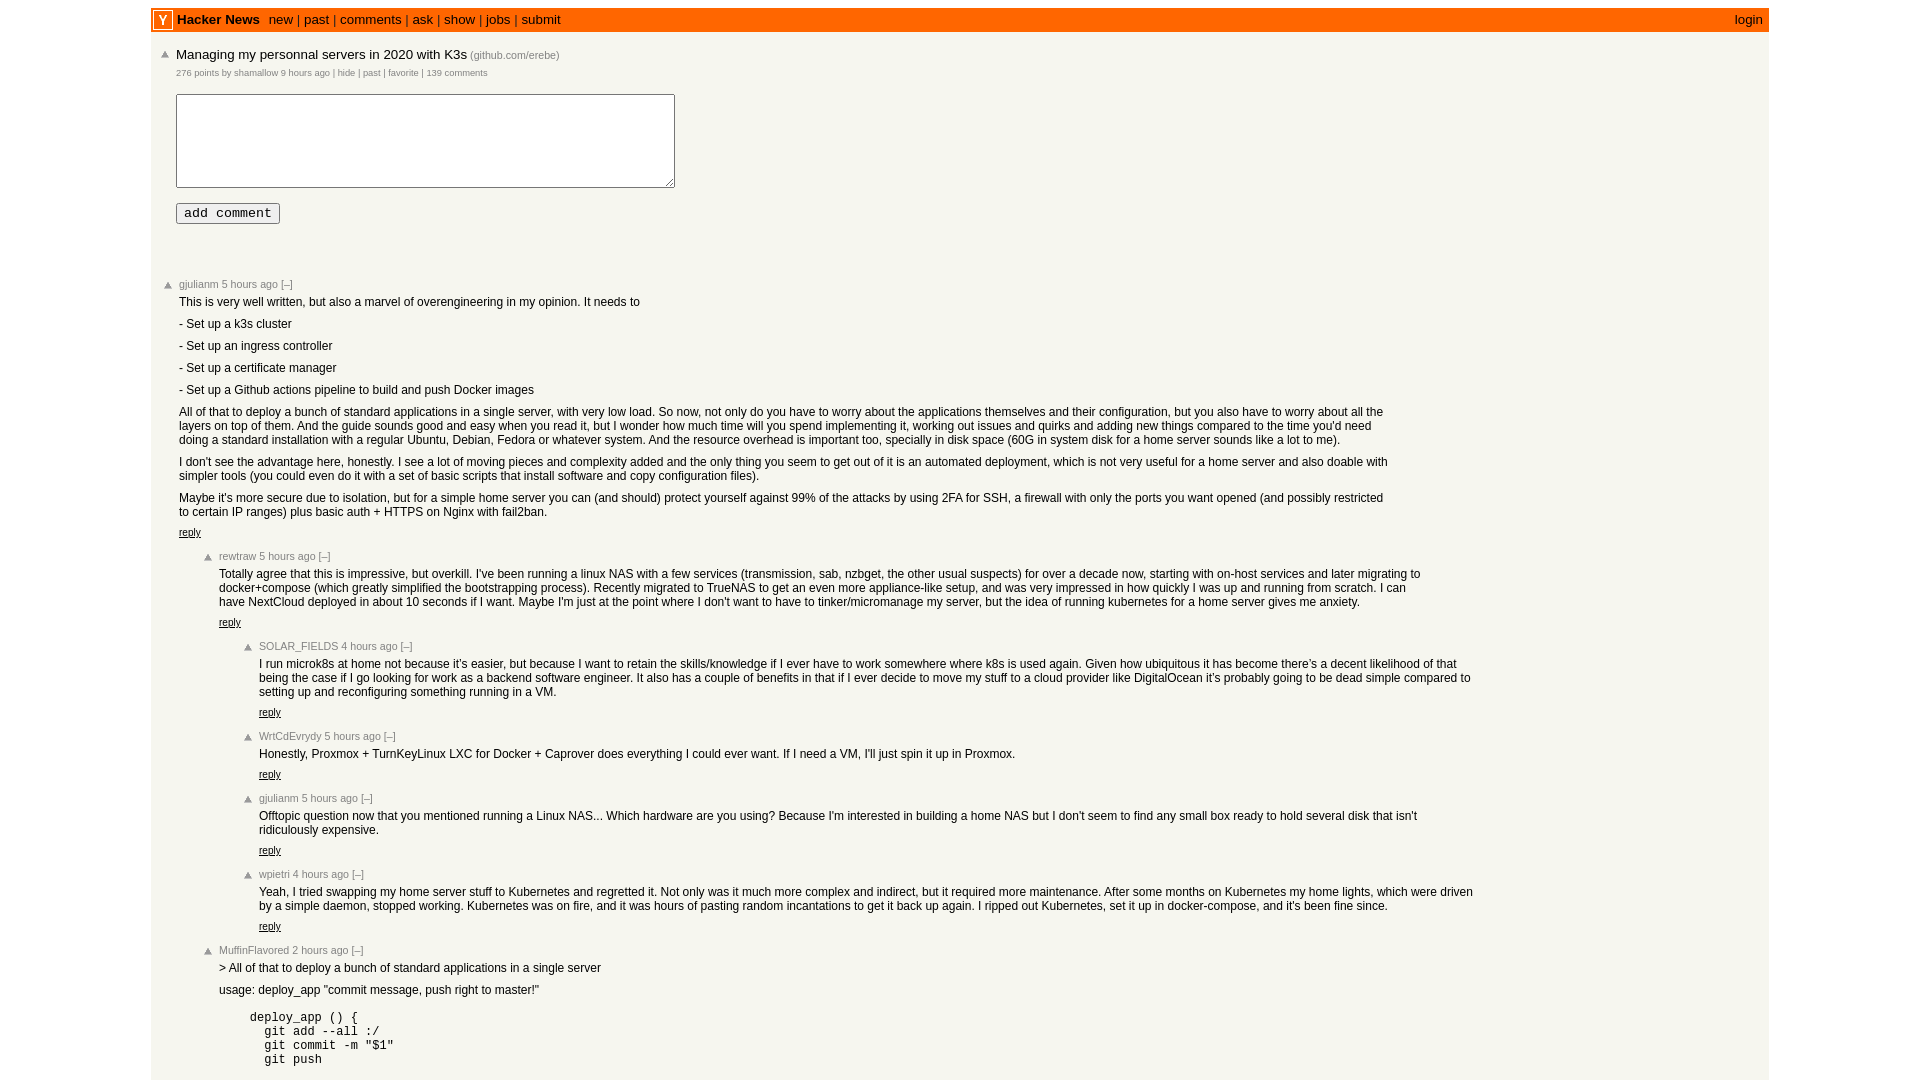 Y Hacker News new | past | comments | ask | show | jobs | submit login
Managing my personnal servers in 2020 with K3s (github.com/erebe)
276 points by shamallow 9 hours ago | hide | past | favorite | 139 comments
add comment
gjulianm 5 hours ago [–]
This is very well written, but also a marvel of overengineering in my opinion. It needs to
- Set up a k3s cluster
- Set up an ingress controller
- Set up a certificate manager
- Set up a Github actions pipeline to build and push Docker images
All of that to deploy a bunch of standard applications in a single server, with very low load. So now, not only do you have to worry about the applications themselves and their configuration, but you also have to worry about all the
layers on top of them. And the guide sounds good and easy when you read it, but I wonder how much time will you spend implementing it, working out issues and quirks and adding new things compared to the time you'd need
doing a standard installation with a regular Ubuntu, Debian, Fedora or whatever system. And the resource overhead is important too, specially in disk space (60G in system disk for a home server sounds like a lot to me).
I don't see the advantage here, honestly. I see a lot of moving pieces and complexity added and the only thing you seem to get out of it is an automated deployment, which is not very useful for a home server and also doable with
simpler tools (you could even do it with a set of basic scripts that install software and copy configuration files).
Maybe it's more secure due to isolation, but for a simple home server you can (and should) protect yourself against 99% of the attacks by using 2FA for SSH, a firewall with only the ports you want opened (and possibly restricted
to certain IP ranges) plus basic auth + HTTPS on Nginx with fail2ban.
reply
rewtraw 5 hours ago [–]
Totally agree that this is impressive, but overkill. I've been running a linux NAS with a few services (transmission, sab, nzbget, the other usual suspects) for over a decade now, starting with on-host services and later migrating to
docker+compose (which greatly simplified the bootstrapping process). Recently migrated to TrueNAS to get an even more appliance-like setup, and was very impressed in how quickly I was up and running from scratch. I can
have NextCloud deployed in about 10 seconds if I want. Maybe I'm just at the point where I don't want to have to tinker/micromanage my server, but the idea of running kubernetes for a home server gives me anxiety.
reply
SOLAR_FIELDS 4 hours ago [–]
I run microk8s at home not because it’s easier, but because I want to retain the skills/knowledge if I ever have to work somewhere where k8s is used again. Given how ubiquitous it has become there’s a decent likelihood of that
being the case if I go looking for work as a backend software engineer. It also has a couple of benefits in that if I ever decide to move my stuff to a cloud provider like DigitalOcean it’s probably going to be dead simple compared to
setting up and reconfiguring something running in a VM.
reply
WrtCdEvrydy 5 hours ago [–]
Honestly, Proxmox + TurnKeyLinux LXC for Docker + Caprover does everything I could ever want. If I need a VM, I'll just spin it up in Proxmox.
reply
gjulianm 5 hours ago [–]
Offtopic question now that you mentioned running a Linux NAS... Which hardware are you using? Because I'm interested in building a home NAS but I don't seem to find any small box ready to hold several disk that isn't
ridiculously expensive.
reply
wpietri 4 hours ago [–]
Yeah, I tried swapping my home server stuff to Kubernetes and regretted it. Not only was it much more complex and indirect, but it required more maintenance. After some months on Kubernetes my home lights, which were driven
by a simple daemon, stopped working. Kubernetes was on fire, and it was hours of pasting random incantations to get it back up again. I ripped out Kubernetes, set it up in docker-compose, and it's been fine since.
reply
MuffinFlavored 2 hours ago [–]
> All of that to deploy a bunch of standard applications in a single server
usage: deploy_app "commit message, push right to master!"
deploy_app () {
git add --all :/
git commit -m "$1"
git push